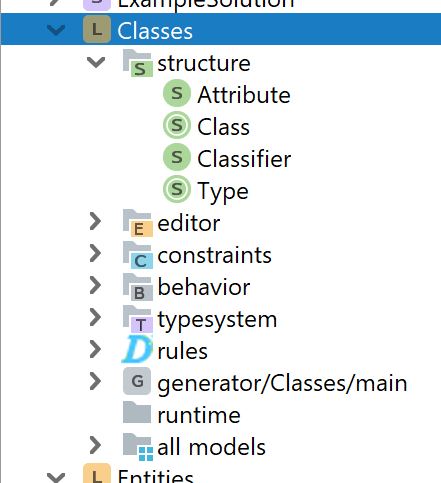 S ExampleSolution
L Classes
S structure
S Attribute
S Class
S Classifier
S Type
E editor
C constraints
B behavior
T typesystem
D rules
G generator/Classes/main
runtime
all models
L Entities